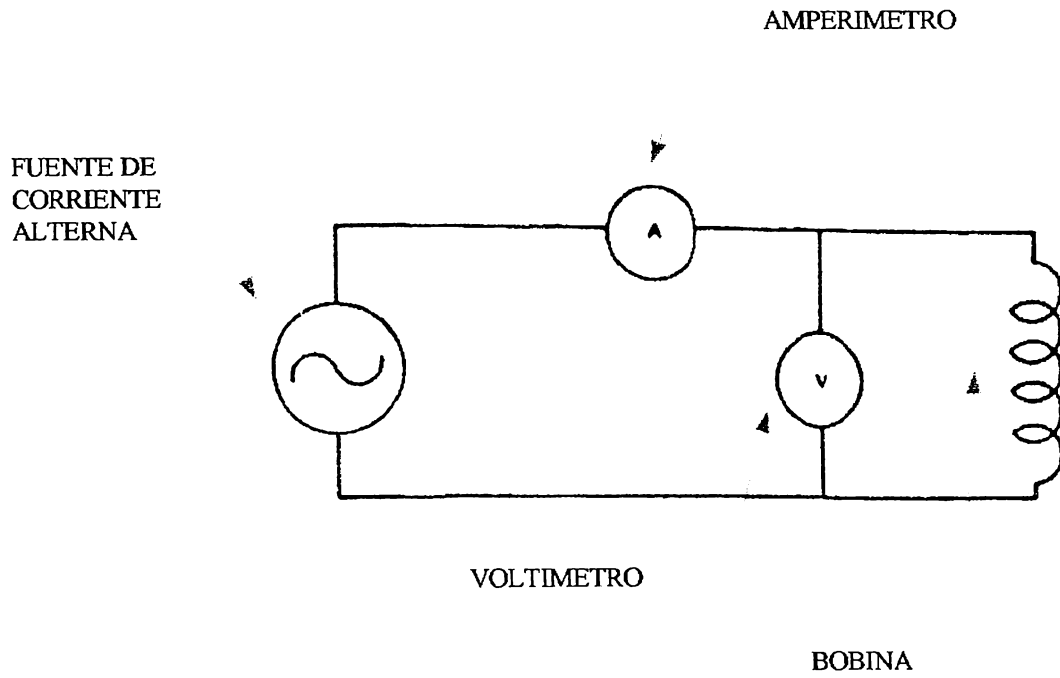 AMPERIMETRO
FUENTE DE
CORRIENTE
ALTERNA
A
V
VOLTIMETRO
BOBINA